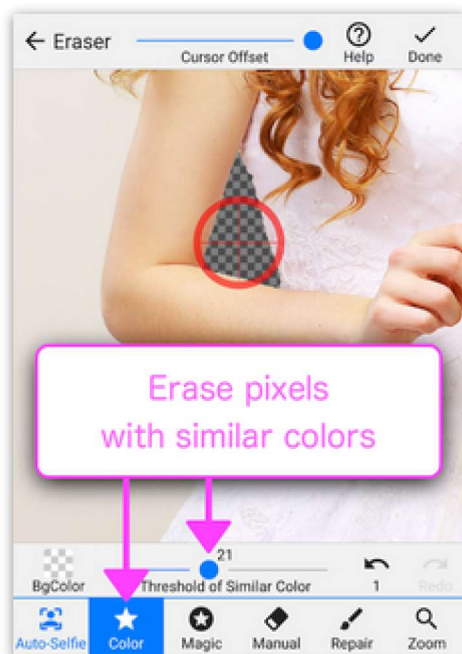 Eraser
Cursor Offset
Help
Done
Erase pixels
with similar colors
21
BgColor
Threshold of Similar Color
1
Redo
Auto-Selfie
Color
Magic
Manual
Repair
Zoom